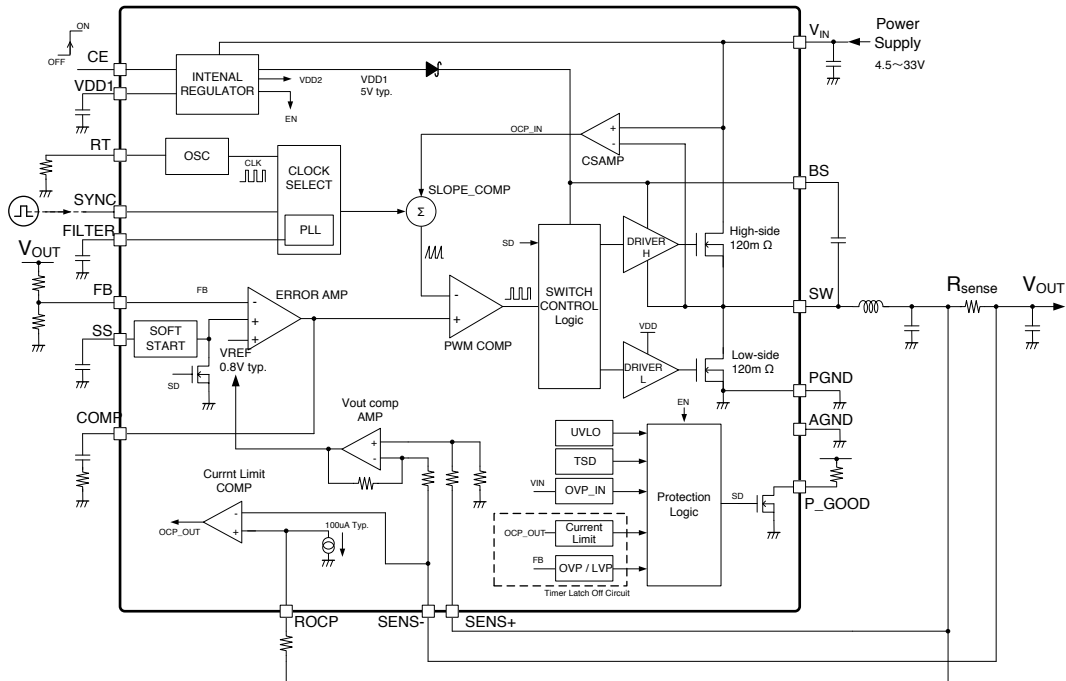 ON
OFF
CE
VDD1
RT
SYNC
FILTER
VOUT
FB
SS
COMP
INTENAL
REGULATOR
VDD2
EN
VDD1
5V typ.
OSC
CLK
CLOCK
SELECT
PLL
OCP_IN
CSAMP
SLOPE_COMP
Σ
FB
ERROR AMP
-
+
+
SOFT
START
SD
VREF
0.8V typ.
-
+
PWM COMP
SD
SWITCH
CONTROL
Logic
DRIVER
H
VDD
DRIVER
L
+
-
High-side
120m Ω
Low-side
120m Ω
VIN
Power
Supply
4.5～33V
BS
SW
Rsense
VOUT
PGND
AGND
P_GOOD
Vout comp
AMP
+
-
Currnt Limit
COMP
-
+
OCP_OUT
100uA Typ.
EN
UVLO
TSD
VIN
OVP_IN
OCP_OUT
Current
Limit
FB
OVP / LVP
Timer Latch Off Circuit
Protection
Logic
SD
ROCP
SENS-
SENS+